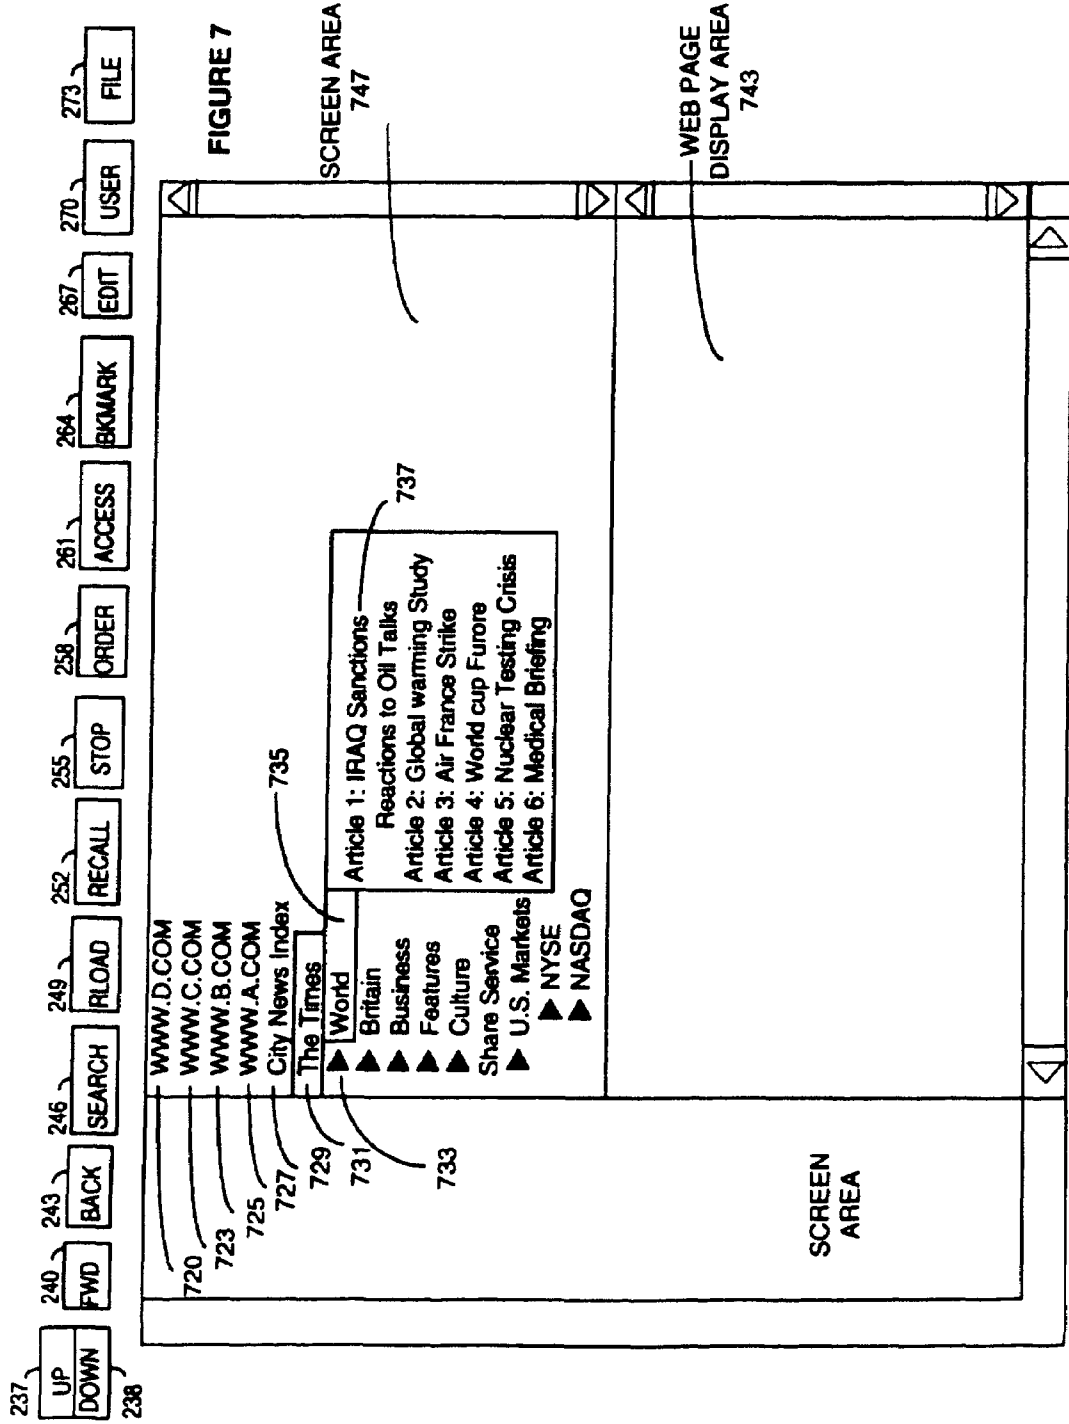 237 240 243 246 249 252 255 258 261 264 267 270 273
UP FWD BACK SEARCH RLOAD RECALL STOP ORDER ACCESS BKMARK EDIT USER FILE
DOWN
238
FIGURE 7
720 WWW.D.COM
723 WWW.C.COM
725 WWW.B.COM
727 WWW.A.COM
729 City News Index
731 The Times
733 World
735
Britain
Business
Features
Culture
Share Service
U.S. Markets
NYSE
NASDAQ
Article 1: IRAQ Sanctions 737
Reactions to Oil Talks
Article 2: Global warming Study
Article 3: Air France Strike
Article 4: World cup Furore
Article 5: Nuclear Testing Crisis
Article 6: Medical Briefing
SCREEN AREA
747
WEB PAGE
DISPLAY AREA
743
SCREEN
AREA